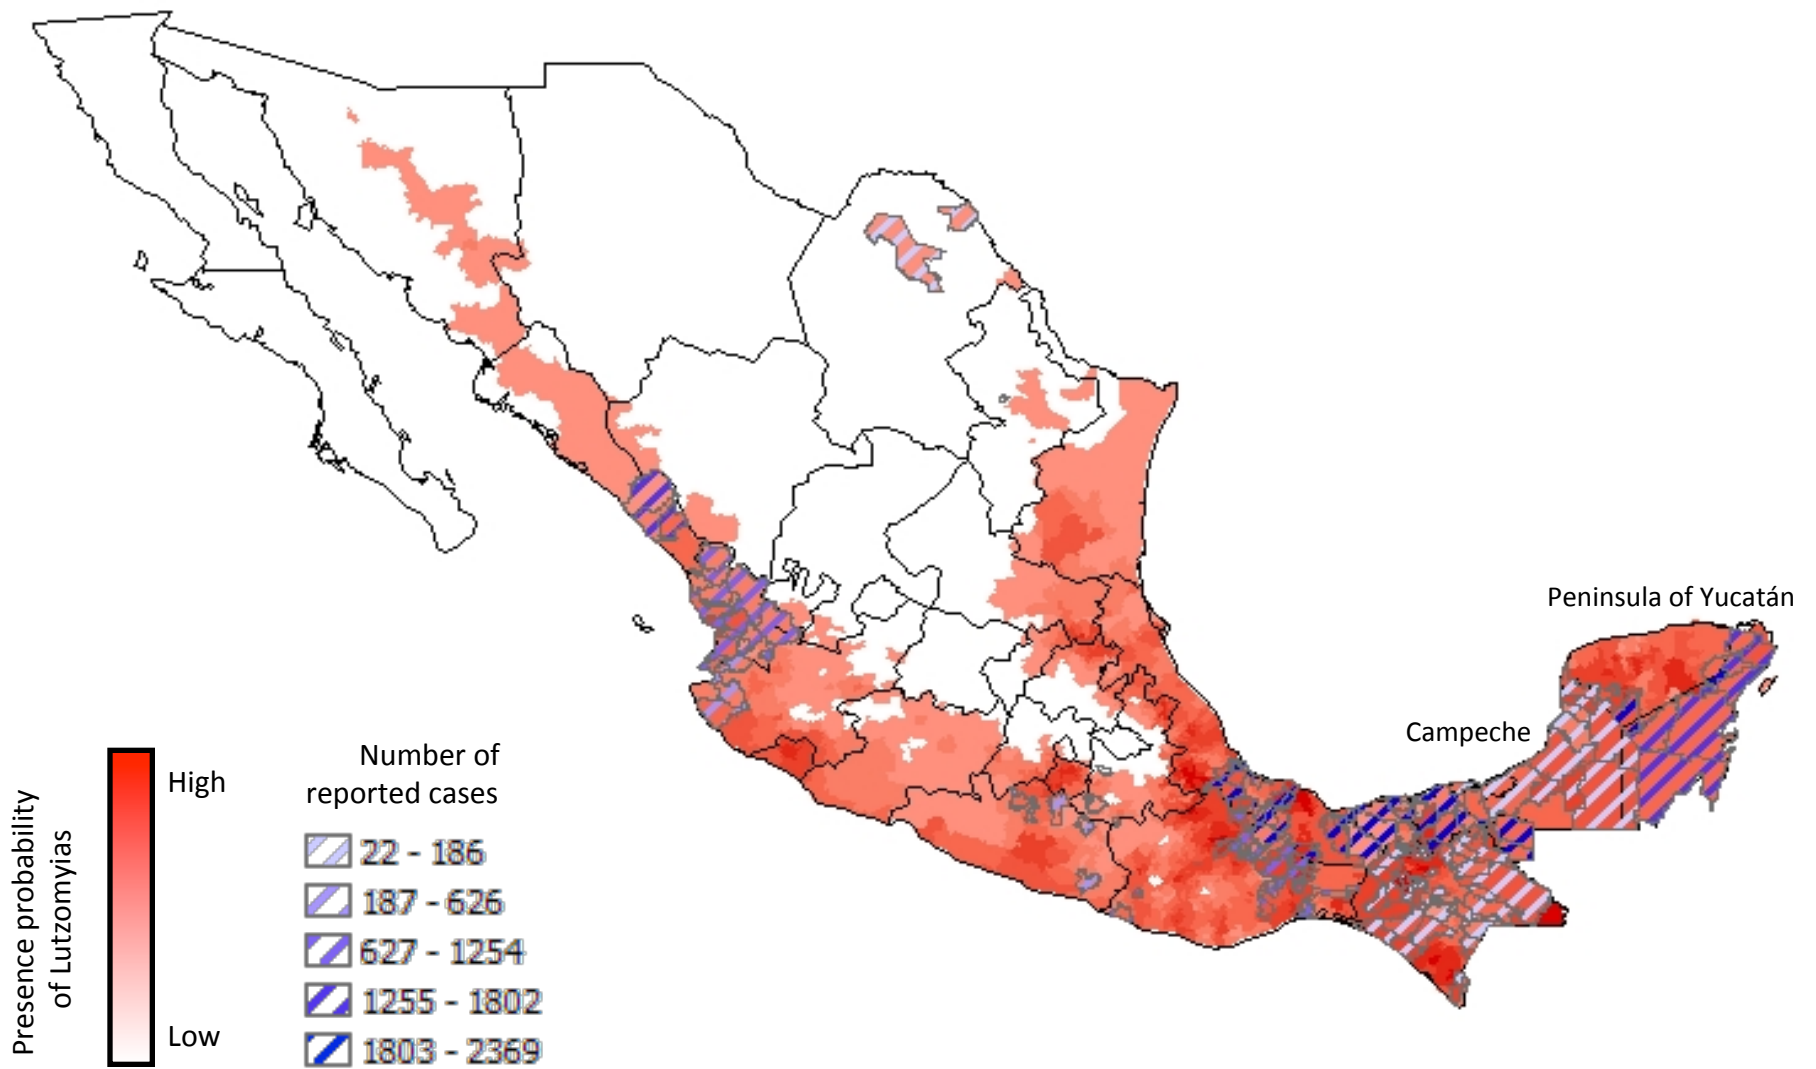 Peninsula of Yucatán
Campeche
Presence probability
of Lutzomyias
High
Low
Number of
reported cases
22 - 186
187 - 626
627 - 1254
1255 - 1802
1803 - 2369